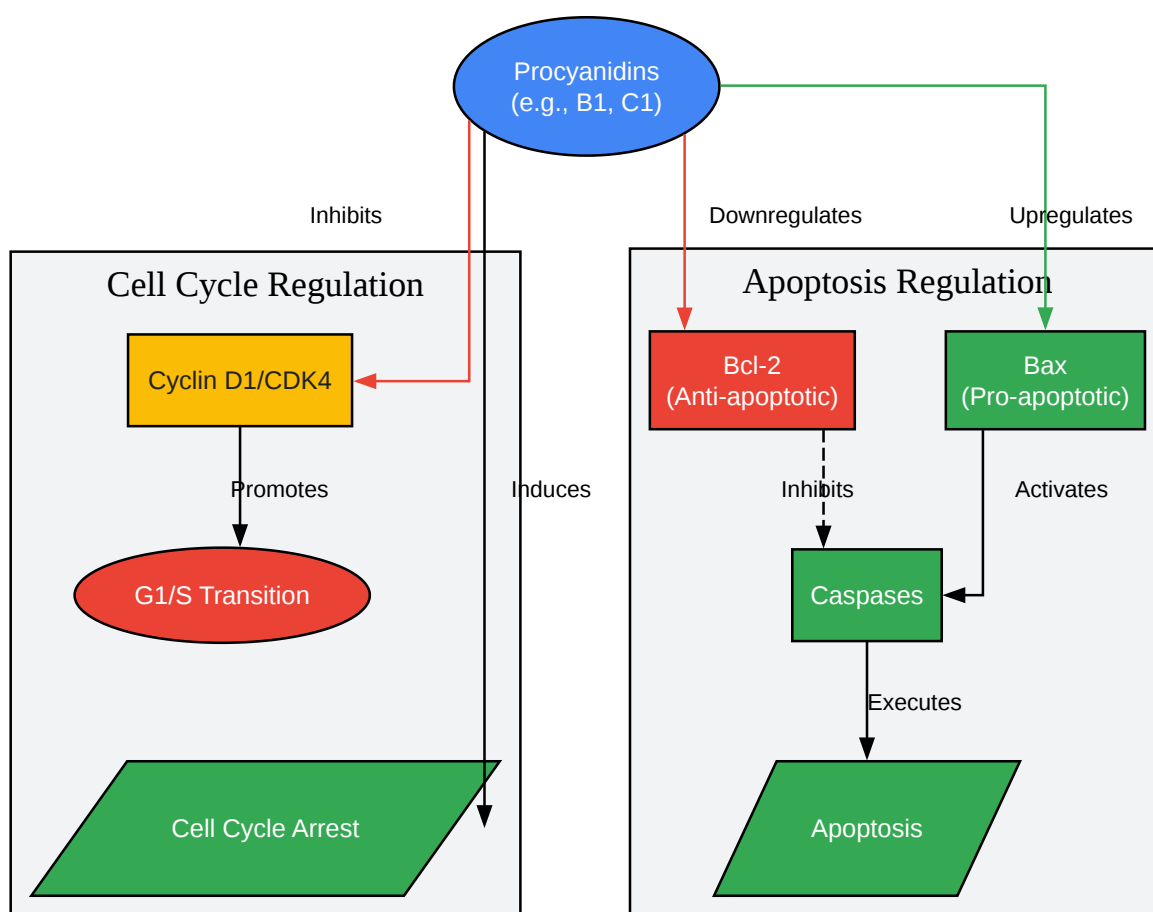 Procyanidins
(e.g., B1, C1)
Inhibits
Downregulates
Upregulates
Cell Cycle Regulation
Apoptosis Regulation
Cyclin D1/CDK4
Bcl-2
(Anti-apoptotic)
Bax
(Pro-apoptotic)
Promotes
Induces
Inhibits
Activates
G1/S Transition
Caspases
Executes
Cell Cycle Arrest
Apoptosis